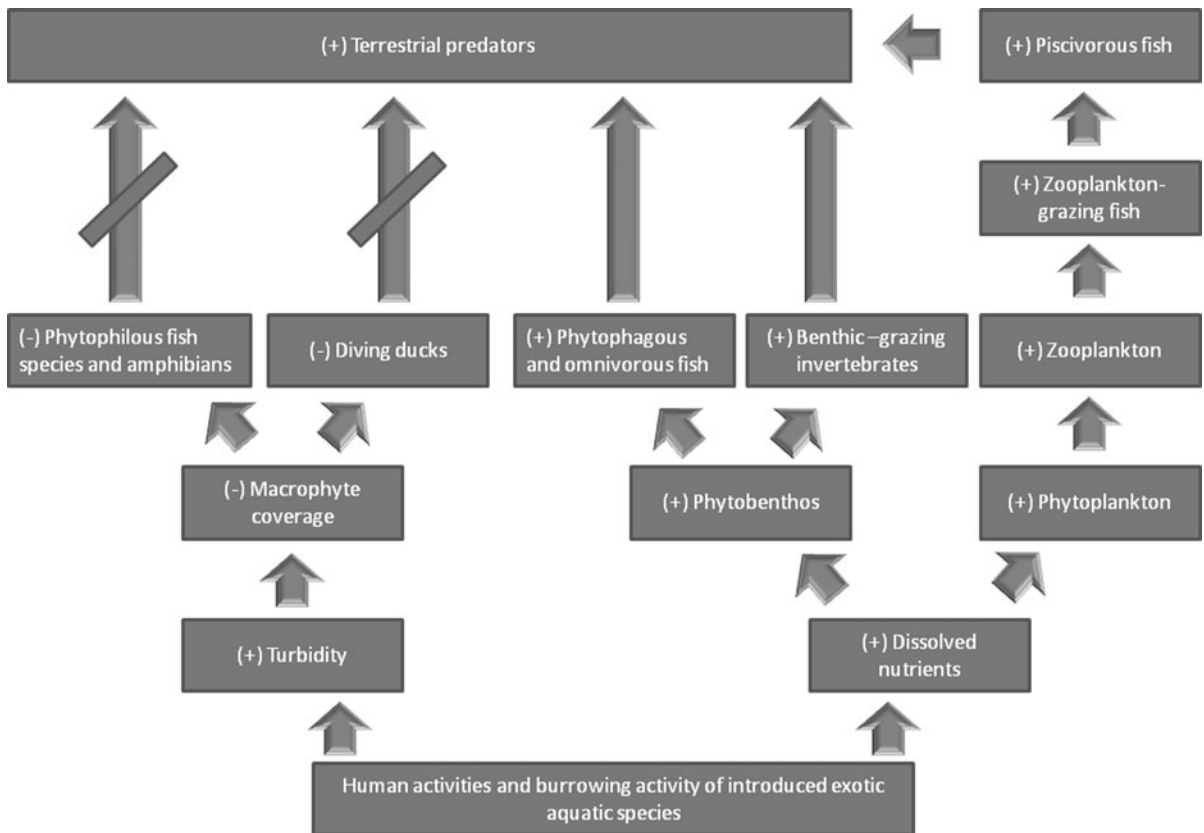 (+) Terrestrial predators
(+) Piscivorous fish
(+) Zooplankton-
grazing fish
(-) Phytophilous fish
species and amphibians
(-) Diving ducks
(+) Phytophagous
and omnivorous fish
(+) Benthic –grazing
invertebrates
(+) Zooplankton
(-) Macrophyte
coverage
(+) Phytobenthos
(+) Phytoplankton
(+) Turbidity
(+) Dissolved
nutrients
Human activities and burrowing activity of introduced exotic
aquatic species